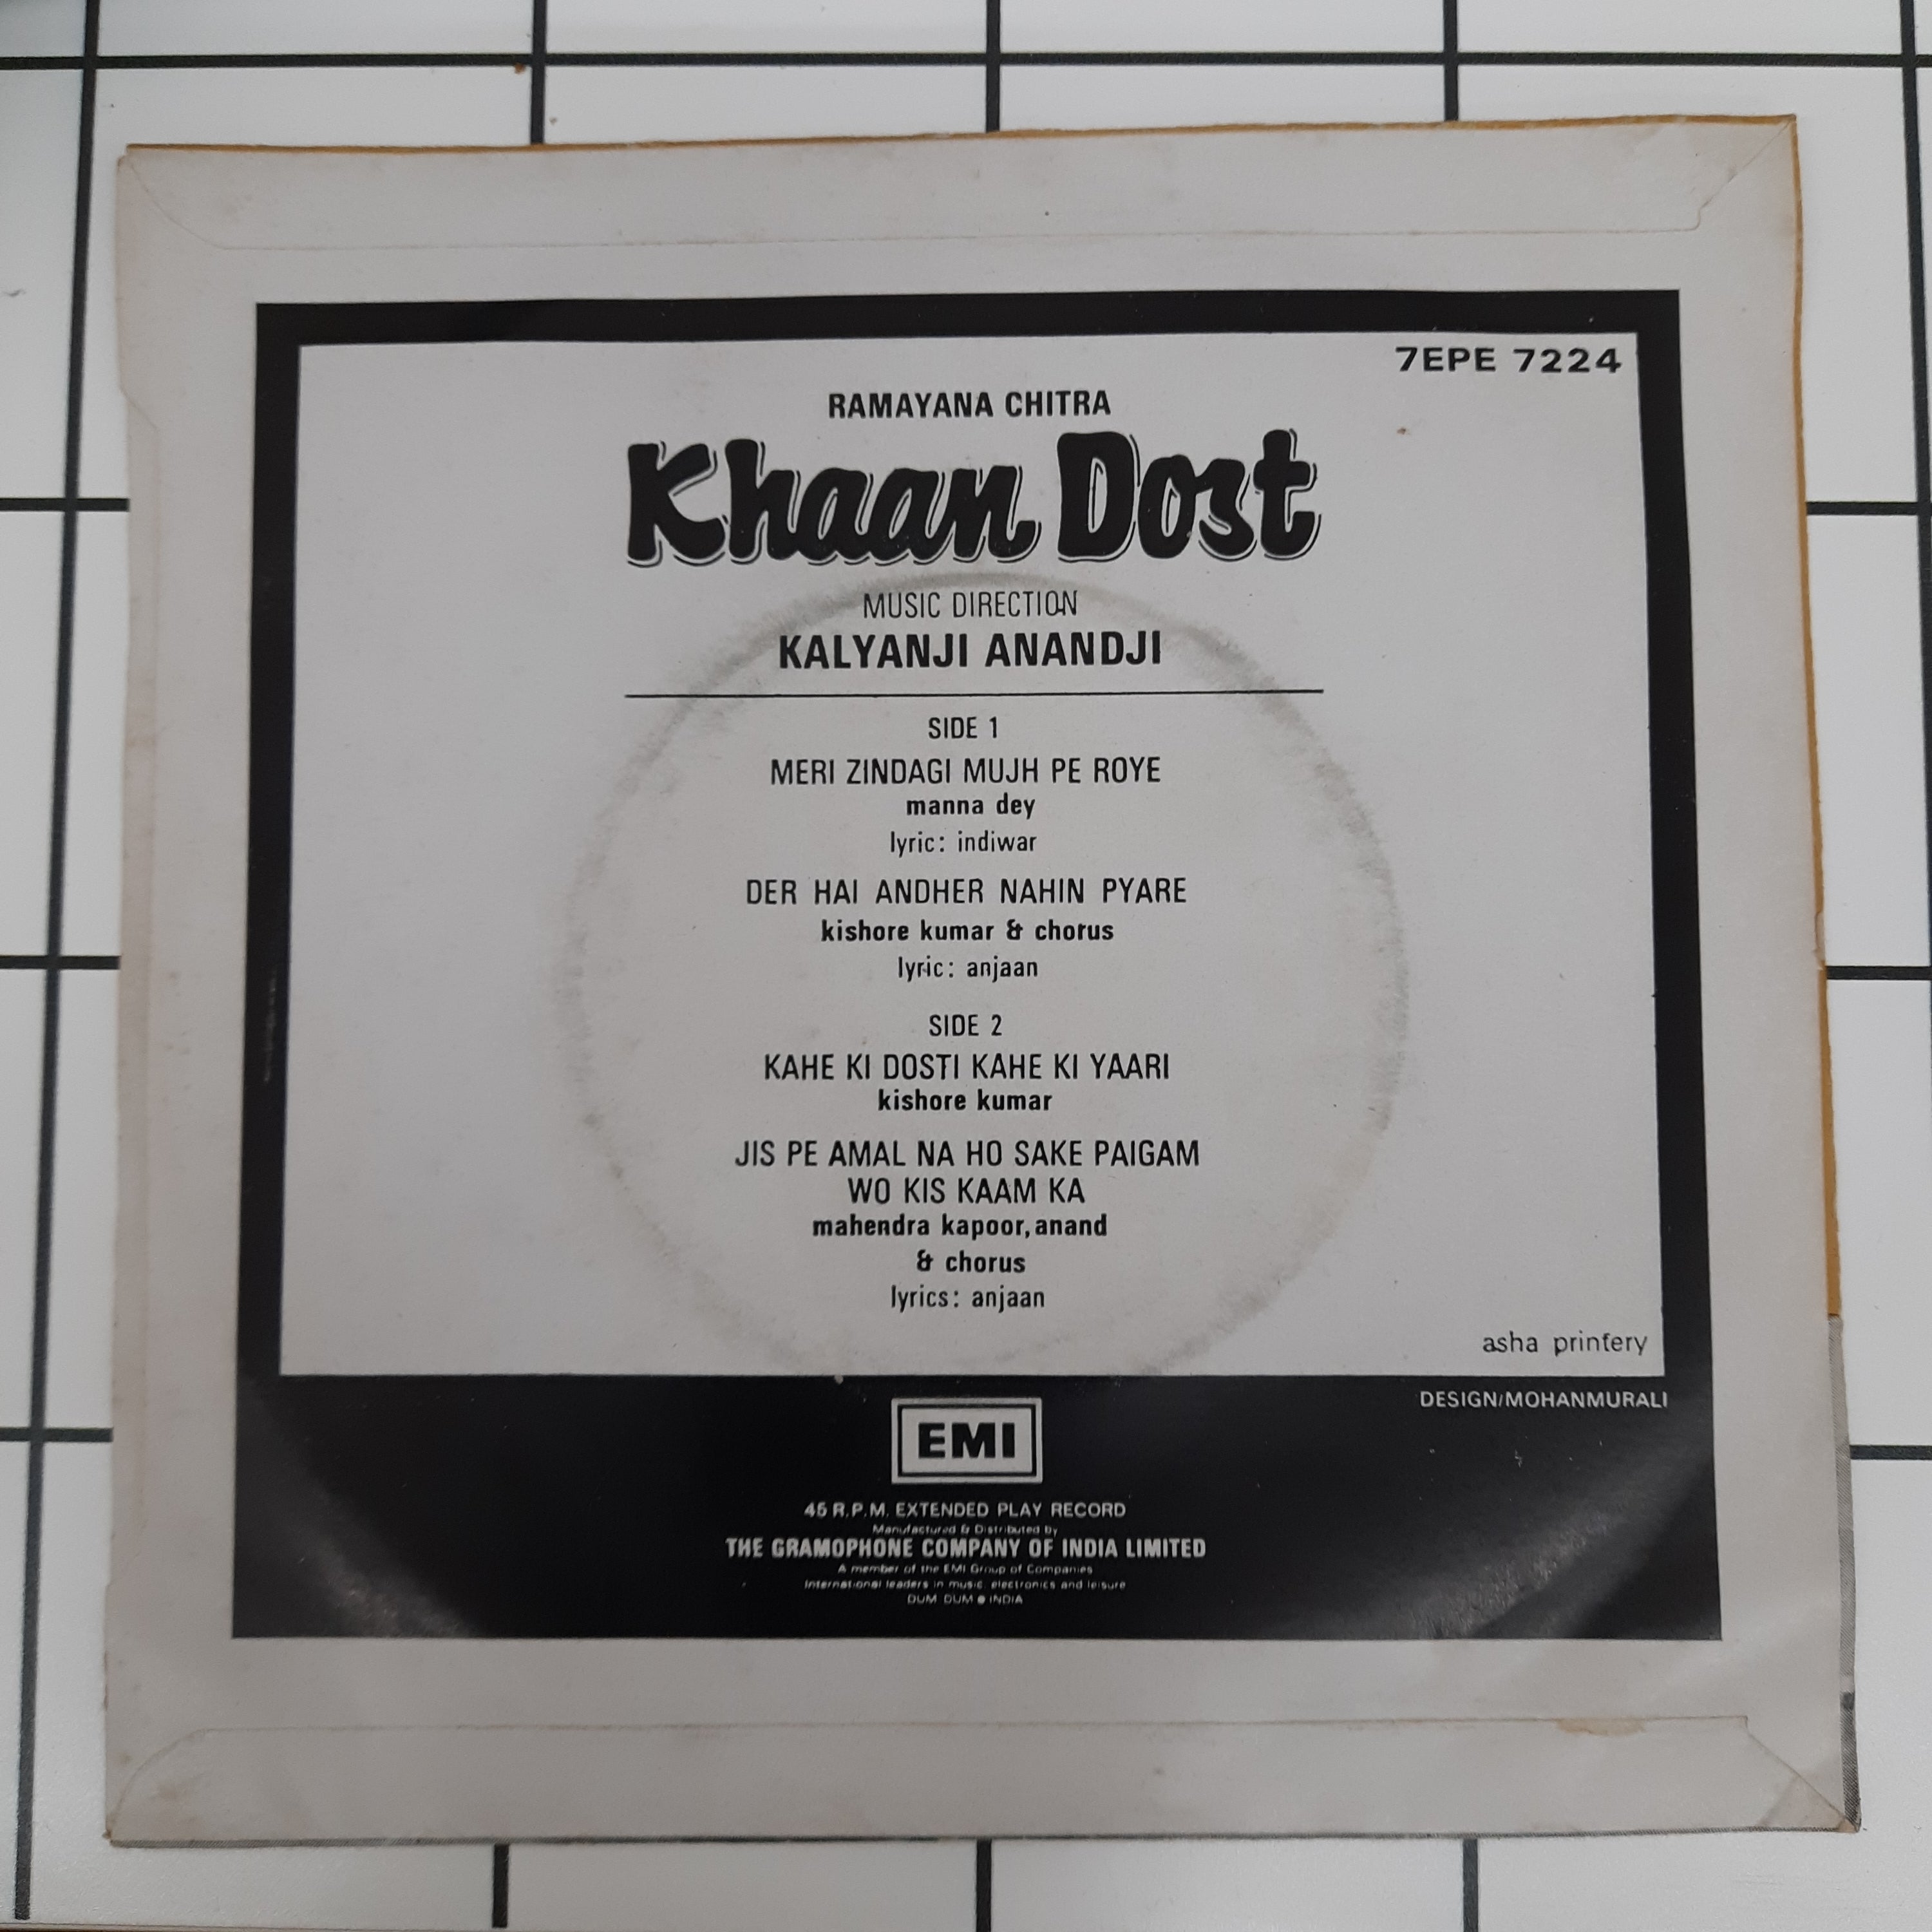 7EPE 7224
RAMAYANA CHITRA
Khaan Dost
MUSIC DIRECTION
KALYANJI ANANDJI
SIDE 1
MERI ZINDAGI MUJH PE ROYE
manna dey
lyric: indiwar
DER HAI ANDHER NAHIN PYARE
kishore kumar & chorus
lyric: anjaan
SIDE 2
KAHE KI DOSTI KAHE KI YAARI
kishore kumar
JIS PE AMAL NA HO SAKE PAIGAM
WO KIS KAAM KA
mahendra kapoor, anand
& chorus
lyrics: anjaan
asha printery
DESIGN/MOHANMURALI
EMI
45 R.P.M. EXTENDED PLAY RECORD
Manufactured & Distributed by
THE GRAMOPHONE COMPANY OF INDIA LIMITED
A member of the EMI Group of Companies
International leaders in music, electronics and leisure
DUM DUM ● INDIA